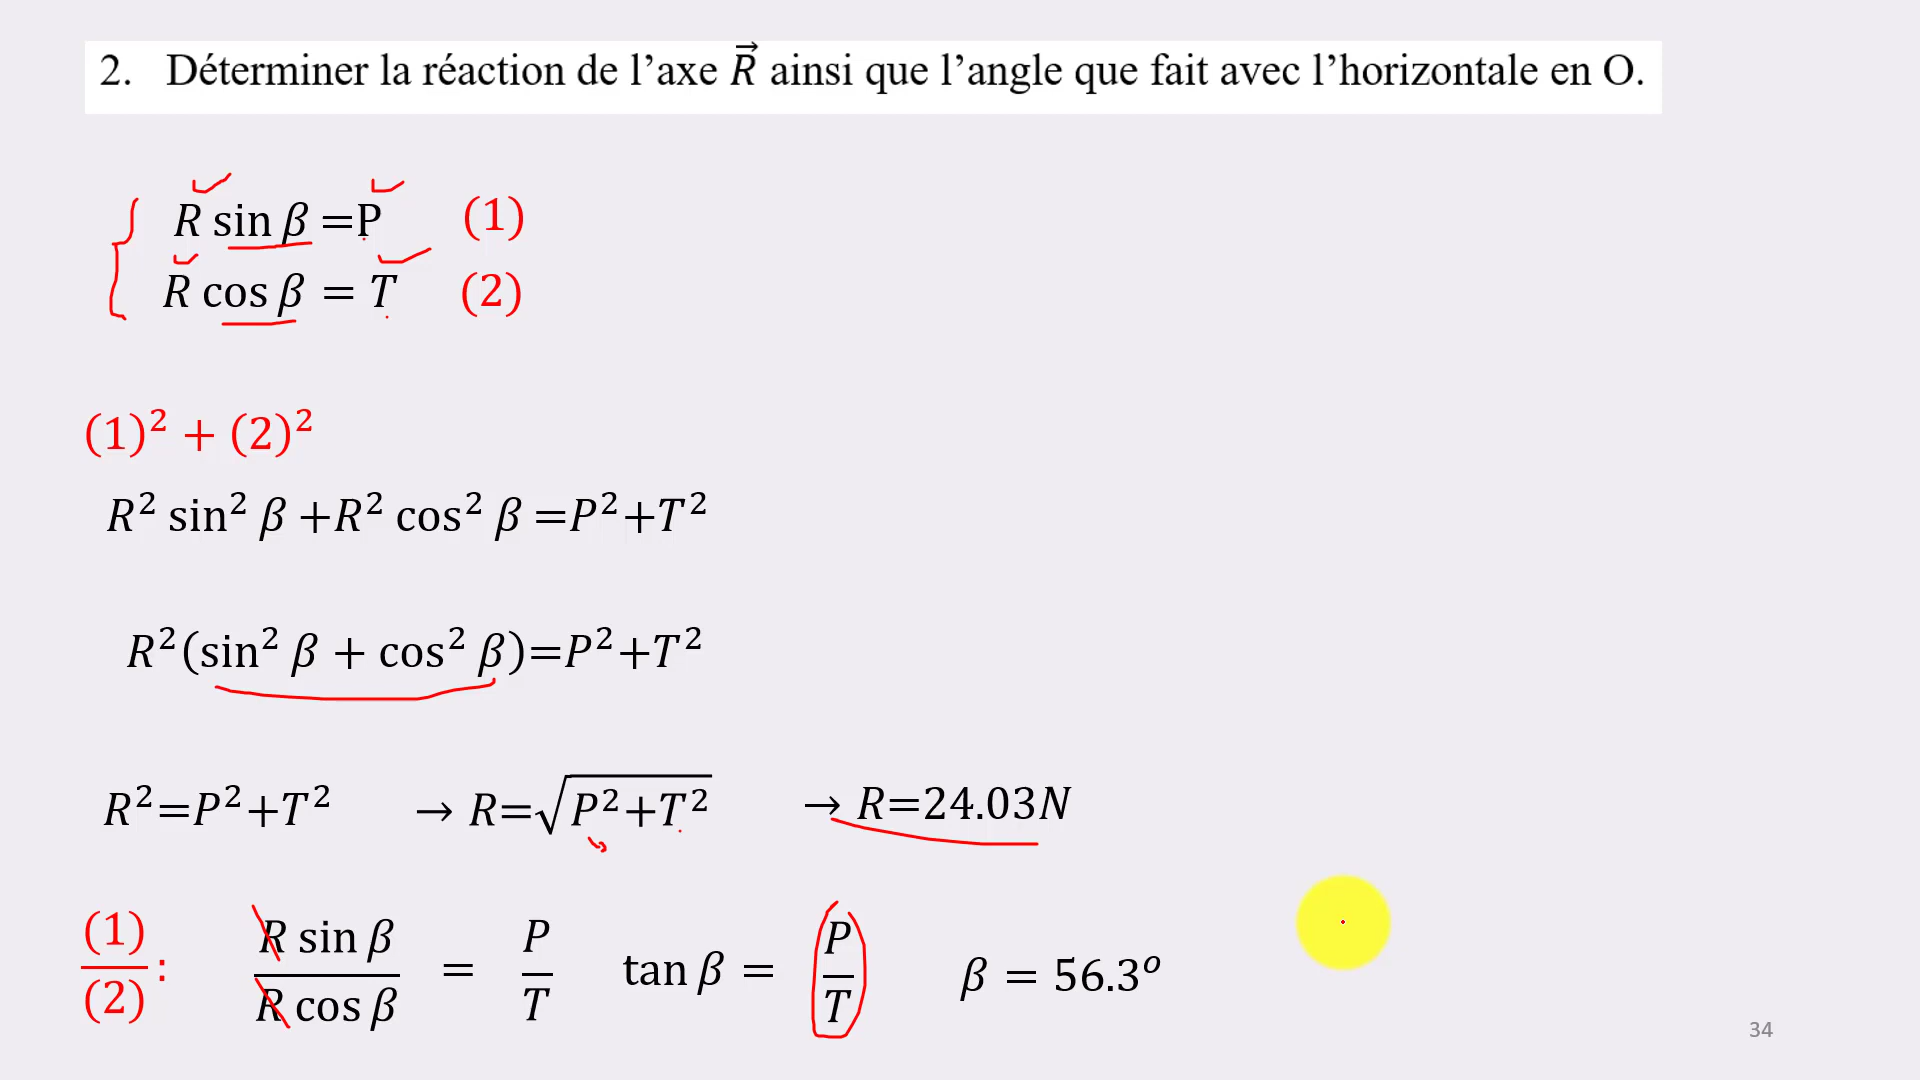 2. Déterminer la réaction de l'axe R⃗ ainsi que l'angle que fait avec l'horizontale en O.
R sin β =P (1)
R cos β = T (2)
(1)² + (2)²
R² sin² β +R² cos² β =P²+T²
R²(sin² β + cos² β)=P²+T²
R²=P²+T² → R=√(P²+T²) → R=24.03N
(1)/(2) : R sin β / R cos β = P/T tan β = P/T β = 56.3°
34